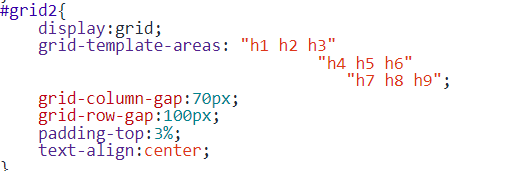 #grid2{
display:grid;
grid-template-areas: "h1 h2 h3"
"h4 h5 h6"
"h7 h8 h9";
grid-column-gap:70px;
grid-row-gap:100px;
padding-top:3%;
text-align:center;
}